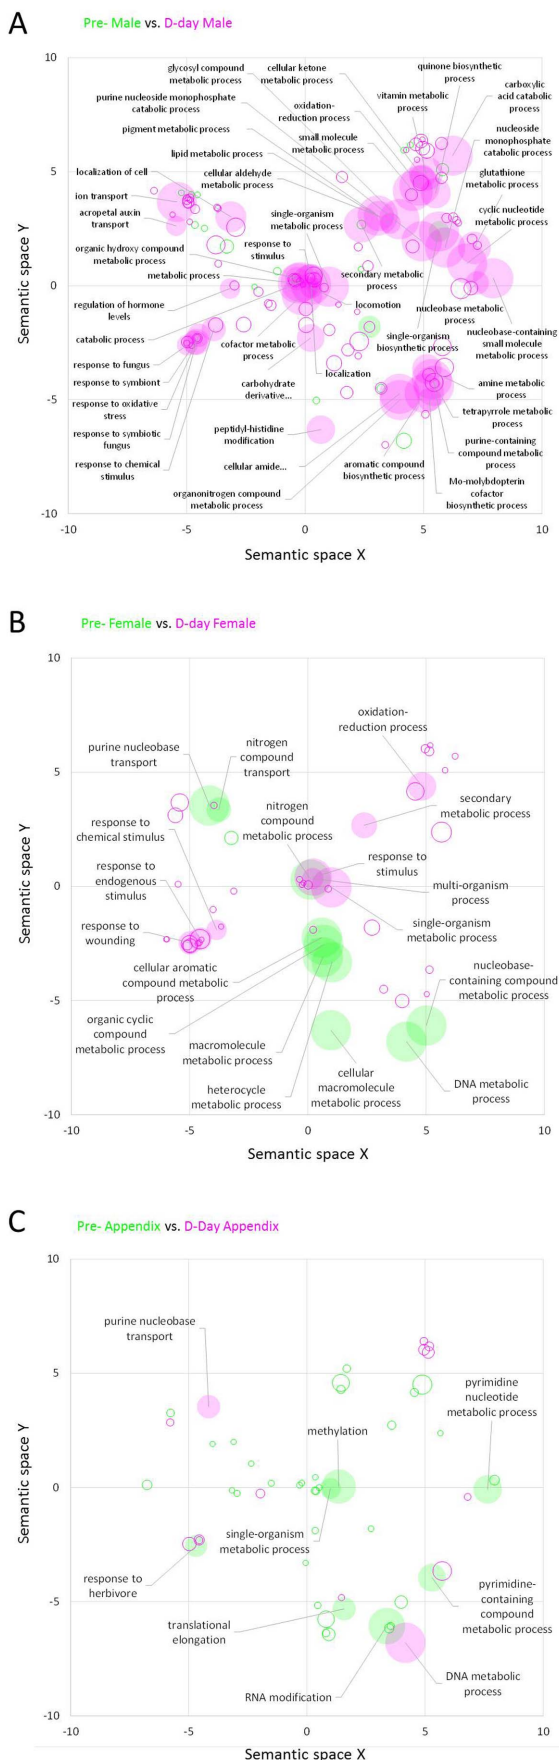 A
Pre- Male vs. D-day Male
10
glycosyl compound
metabolic process
cellular ketone
metabolic process
quinone biosynthetic
process
carboxylic
acid catabolic
process
purine nucleoside monophosphate
catabolic process
oxidation-
reduction process
vitamin metabolic
process
nucleoside
monophosphate
catabolic process
pigment metabolic process
small molecule
metabolic process
lipid metabolic process
glutathione
metabolic process
localization of cell
cellular aldehyde
metabolic process
5
ion transport
acropetal auxin
transport
single-organism
metabolic process
cyclic nucleotide
metabolic process
organic hydroxy compound
metabolic process
response to
stimulus
metabolic process
secondary metabolic
process
regulation of hormone
levels
locomotion
nucleobase metabolic
process
0
catabolic process
cofactor metabolic
process
single-organism
biosynthetic process
nucleobase-containing
small molecule
metabolic process
response to fungus
localization
response to symbiont
carbohydrate
derivative...
amine metabolic
process
response to oxidative
stress
tetrapyrrole metabolic
process
-5
response to symbiotic
fungus
peptidyl-histidine
modification
purine-containing
compound metabolic
process
response to chemical
stimulus
cellular amide...
aromatic compound
biosynthetic process
Mo-molybdopterin
cofactor
biosynthetic process
organonitrogen compound
metabolic process
-10
-10
-5
0
5
10
Semantic space X
Semantic space Y
B
Pre- Female vs. D-day Female
10
oxidation-
reduction process
purine nucleobase
transport
nitrogen
compound
transport
5
nitrogen
compound
metabolic process
secondary
metabolic process
response to
chemical stimulus
response to
stimulus
response to
endogenous
stimulus
multi-organism
process
0
response to
wounding
single-organism
metabolic process
cellular aromatic
compound metabolic
process
nucleobase-
containing compound
metabolic process
organic cyclic
compound
metabolic process
-5
macromolecule
metabolic process
heterocycle
metabolic process
cellular
macromolecule
metabolic process
DNA metabolic
process
-10
-10
-5
0
5
10
Semantic space X
Semantic space Y
C
Pre- Appendix vs. D-Day Appendix
10
purine nucleobase
transport
5
pyrimidine
nucleotide
metabolic process
methylation
0
single-organism
metabolic process
response to
herbivore
pyrimidine-
containing
compound
metabolic process
-5
translational
elongation
RNA modification
DNA metabolic
process
-10
-10
-5
0
5
10
Semantic space X
Semantic space Y